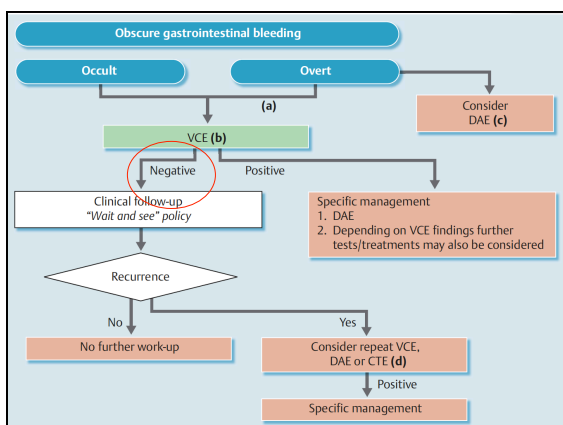 Obscure gastrointestinal bleeding
Occult
Overt
(a)
Consider
DAE (c)
VCE (b)
Negative
Positive
Clinical follow-up
"Wait and see" policy
Specific management
1. DAE
2. Depending on VCE findings further
tests/treatments may also be considered
Recurrence
No
Yes
No further work-up
Consider repeat VCE,
DAE or CTE (d)
Positive
Specific management